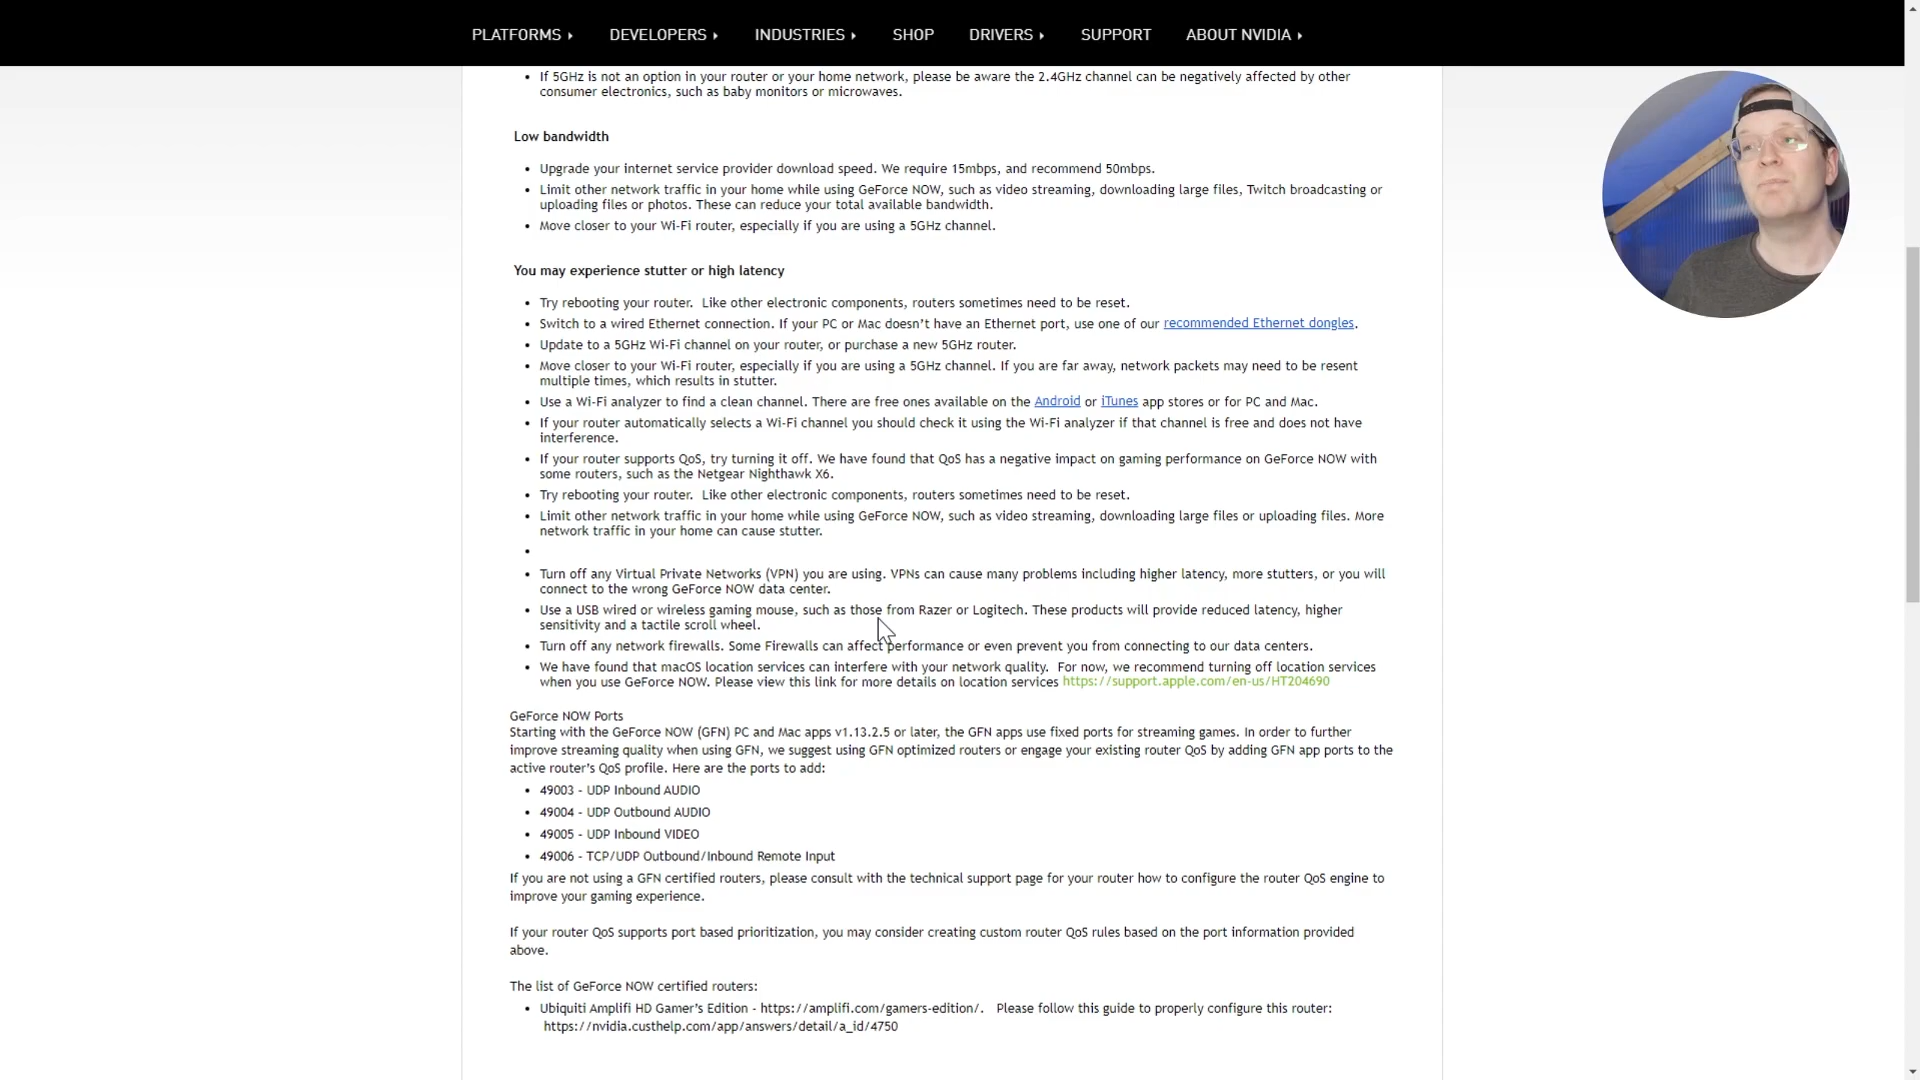 PLATFORMS DEVELOPERS INDUSTRIES SHOP DRIVERS SUPPORT ABOUT NVIDIA
If 5GHz is not an option in your router or your home network, please be aware the 2.4GHz channel can be negatively affected by other
consumer electronics, such as baby monitors or microwaves.
Low bandwidth
Upgrade your internet service provider download speed. We require 15mbps, and recommend 50mbps.
Limit other network traffic in your home while using GeForce NOW, such as video streaming, downloading large files, Twitch broadcasting or
uploading files or photos. These can reduce your total available bandwidth.
Move closer to your Wi-Fi router, especially if you are using a 5GHz channel.
You may experience stutter or high latency
Try rebooting your router.  Like other electronic components, routers sometimes need to be reset.
Switch to a wired Ethernet connection. If your PC or Mac doesn’t have an Ethernet port, use one of our recommended Ethernet dongles.
Update to a 5GHz Wi-Fi channel on your router, or purchase a new 5GHz router.
Move closer to your Wi-Fi router, especially if you are using a 5GHz channel. If you are far away, network packets may need to be resent
multiple times, which results in stutter.
Use a Wi-Fi analyzer to find a clean channel. There are free ones available on the Android or iTunes app stores or for PC and Mac.
If your router automatically selects a Wi-Fi channel you should check it using the Wi-Fi analyzer if that channel is free and does not have
interference.
If your router supports QoS, try turning it off. We have found that QoS has a negative impact on gaming performance on GeForce NOW with
some routers, such as the Netgear Nighthawk X6.
Try rebooting your router.  Like other electronic components, routers sometimes need to be reset.
Limit other network traffic in your home while using GeForce NOW, such as video streaming, downloading large files or uploading files. More
network traffic in your home can cause stutter.
Turn off any Virtual Private Networks (VPN) you are using. VPNs can cause many problems including higher latency, more stutters, or you will
connect to the wrong GeForce NOW data center.
Use a USB wired or wireless gaming mouse, such as those from Razer or Logitech. These products will provide reduced latency, higher
sensitivity and a tactile scroll wheel.
Turn off any network firewalls. Some Firewalls can affect performance or even prevent you from connecting to our data centers.
We have found that macOS location services can interfere with your network quality.  For now, we recommend turning off location services
when you use GeForce NOW. Please view this link for more details on location services https://support.apple.com/en-us/HT204690
GeForce NOW Ports
Starting with the GeForce NOW (GFN) PC and Mac apps v1.13.2.5 or later, the GFN apps use fixed ports for streaming games. In order to further
improve streaming quality when using GFN, we suggest using GFN optimized routers or engage your existing router QoS by adding GFN app ports to the
active router’s QoS profile. Here are the ports to add:
49003 - UDP Inbound AUDIO
49004 - UDP Outbound AUDIO
49005 - UDP Inbound VIDEO
49006 - TCP/UDP Outbound/Inbound Remote Input
If you are not using a GFN certified routers, please consult with the technical support page for your router how to configure the router QoS engine to
improve your gaming experience.
If your router QoS supports port based prioritization, you may consider creating custom router QoS rules based on the port information provided
above.
The list of GeForce NOW certified routers:
Ubiquiti Amplifi HD Gamer’s Edition - https://amplifi.com/gamers-edition/.   Please follow this guide to properly configure this router:
https://nvidia.custhelp.com/app/answers/detail/a_id/4750